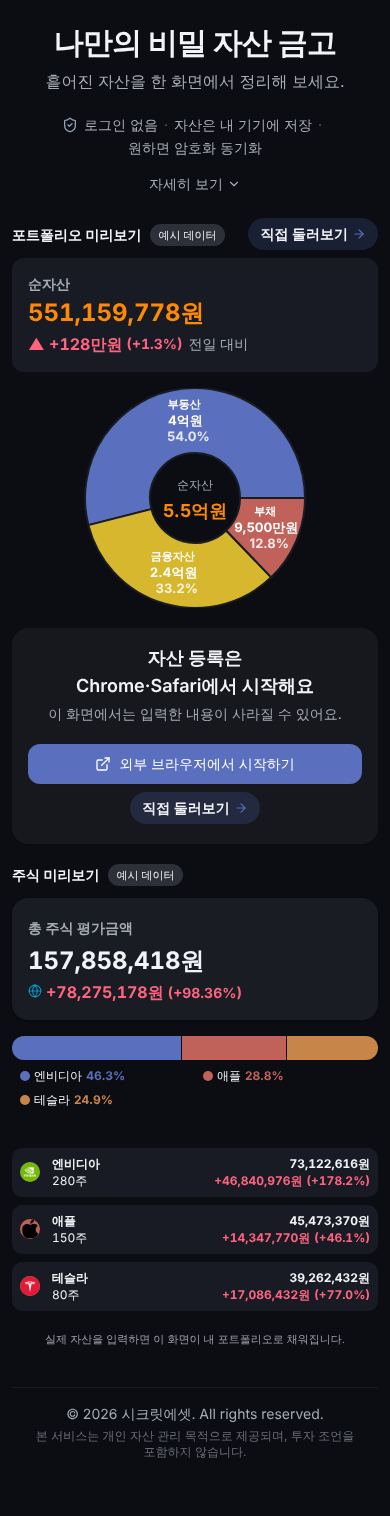 나만의 비밀 자산 금고
흩어진 자산을 한 화면에서 정리해 보세요.
로그인 없음 · 자산은 내 기기에 저장 ·
원하면 암호화 동기화
자세히 보기
포트폴리오 미리보기 예시 데이터 직접 둘러보기 →
순자산
551,159,778원
▲ +128만원 (+1.3%) 전일 대비
부동산
4억원
54.0%
순자산
5.5억원
부채
9,500만원
12.8%
금융자산
2.4억원
33.2%
자산 등록은
Chrome·Safari에서 시작해요
이 화면에서는 입력한 내용이 사라질 수 있어요.
외부 브라우저에서 시작하기
직접 둘러보기 →
주식 미리보기 예시 데이터
총 주식 평가금액
157,858,418원
+78,275,178원 (+98.36%)
엔비디아 46.3% 애플 28.8%
테슬라 24.9%
엔비디아 73,122,616원
280주 +46,840,976원 (+178.2%)
애플 45,473,370원
150주 +14,347,770원 (+46.1%)
테슬라 39,262,432원
80주 +17,086,432원 (+77.0%)
실제 자산을 입력하면 이 화면이 내 포트폴리오로 채워집니다.
© 2026 시크릿에셋. All rights reserved.
본 서비스는 개인 자산 관리 목적으로 제공되며, 투자 조언을
포함하지 않습니다.